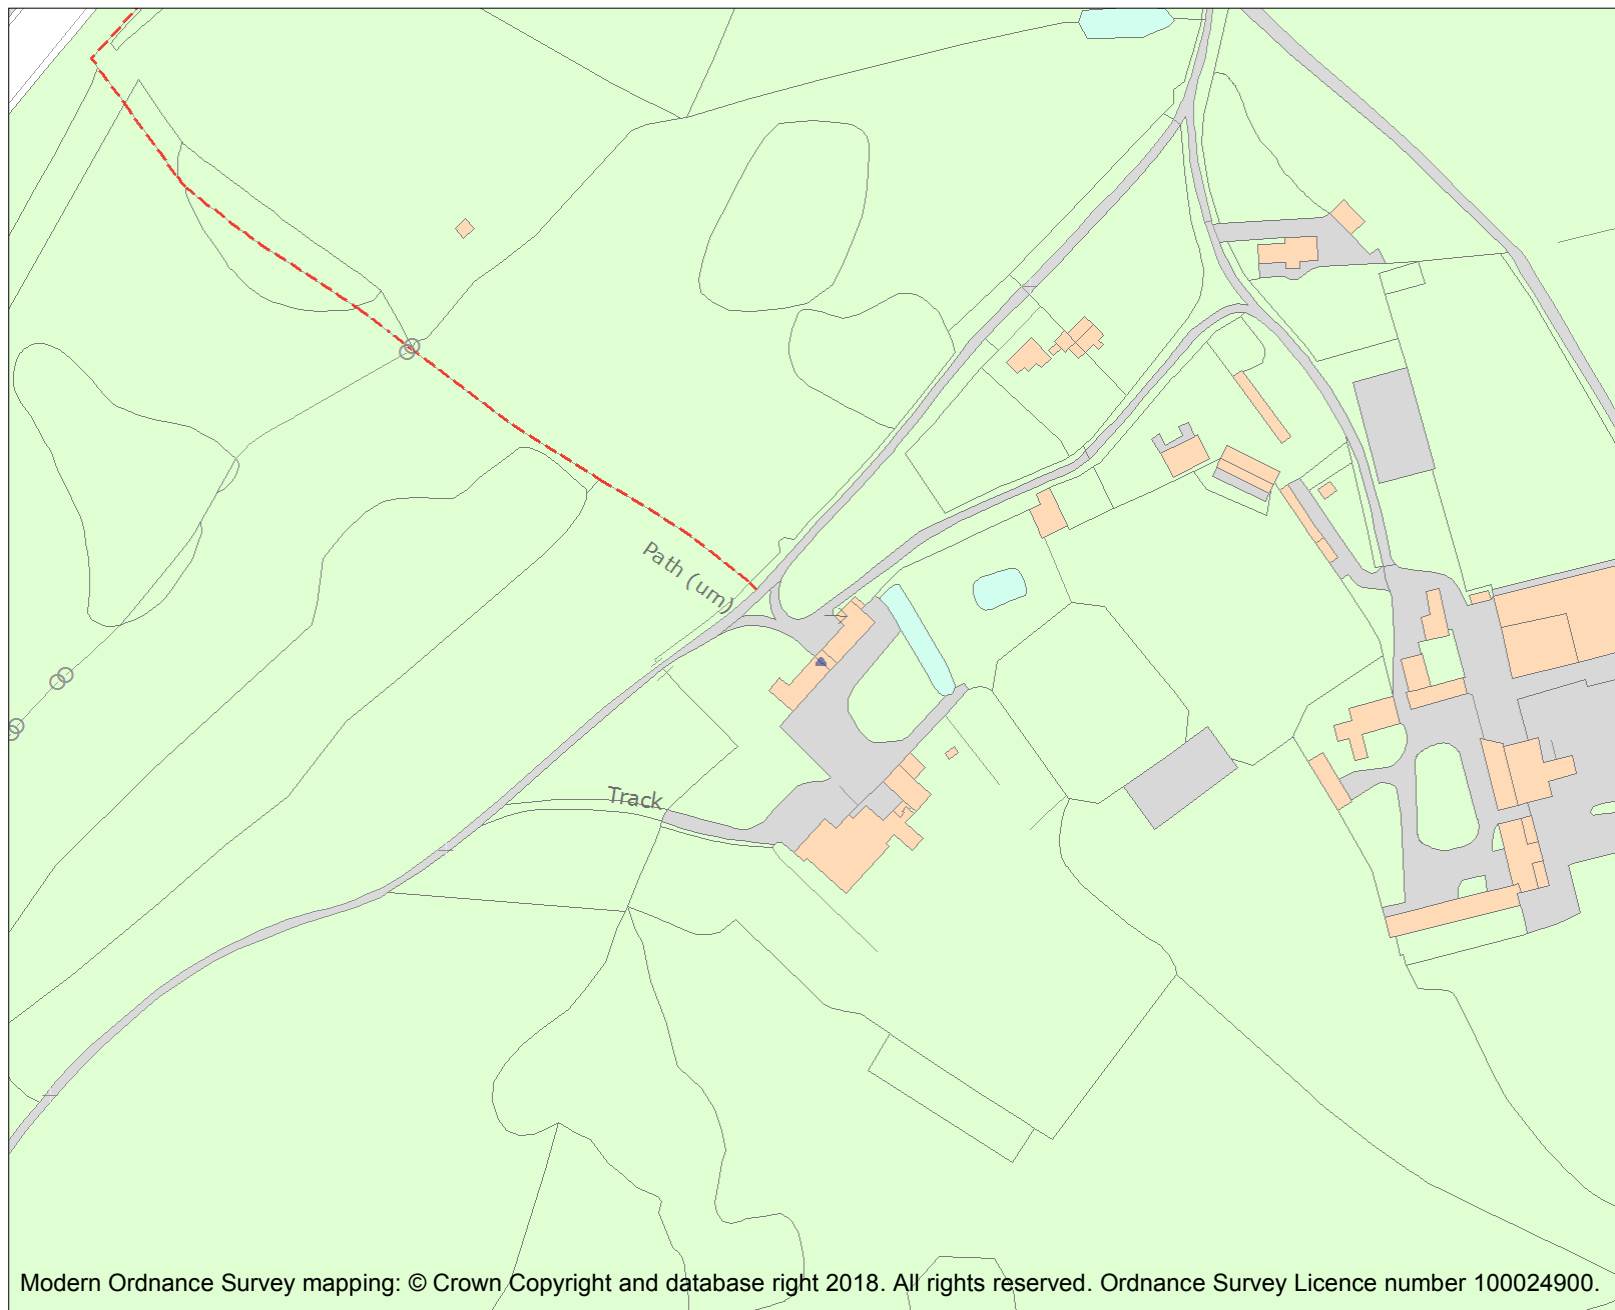 Path (um)
Track
Modern Ordnance Survey mapping: © Crown Copyright and database right 2018. All rights reserved. Ordnance Survey Licence number 100024900.